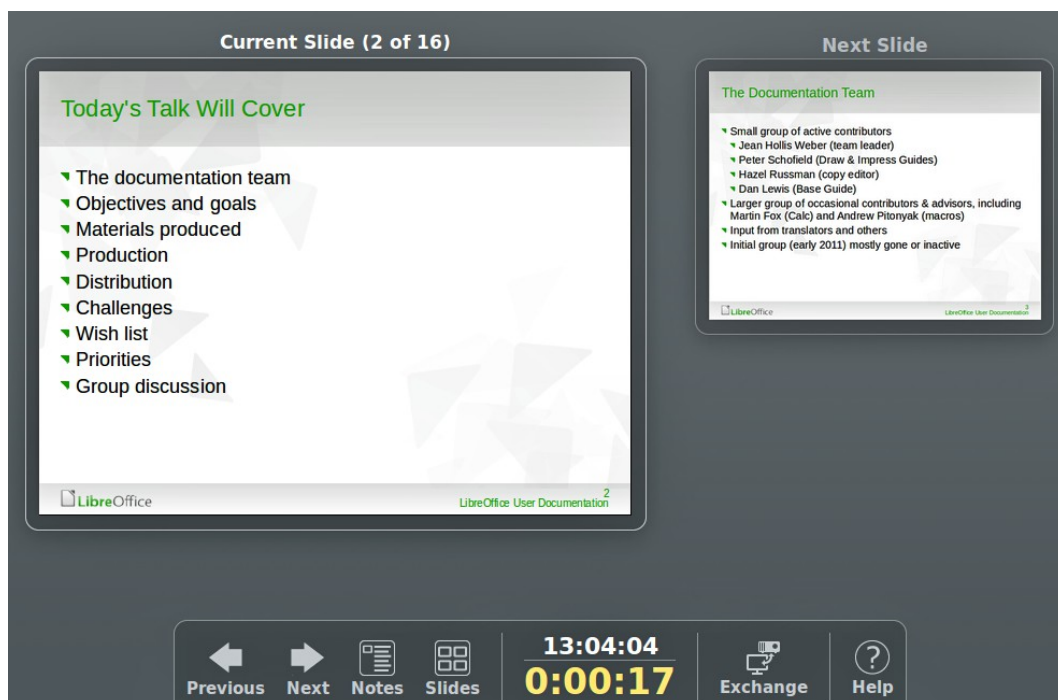 Current Slide (2 of 16)
Today's Talk Will Cover
The documentation team
Objectives and goals
Materials produced
Production
Distribution
Challenges
Wish list
Priorities
Group discussion
LibreOffice
LibreOffice User Documentation
2
Next Slide
The Documentation Team
Small group of active contributors
Jean Hollis Weber (team leader)
Peter Schofield (Draw & Impress Guides)
Hazel Russman (copy editor)
Dan Lewis (Base Guide)
Larger group of occasional contributors & advisors, including
Martin Fox (Calc) and Andrew Pitonyak (macros)
Input from translators and others
Initial group (early 2011) mostly gone or inactive
LibreOffice
LibreOffice User Documentation
3
Previous
Next
Notes
Slides
13:04:04
0:00:17
Exchange
Help